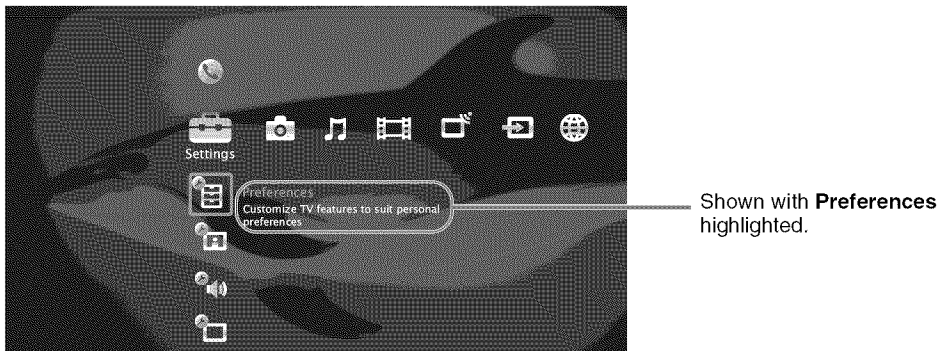 Settings
Preferences
Customize TV features to suit personal
preferences
Shown with Preferences
highlighted.